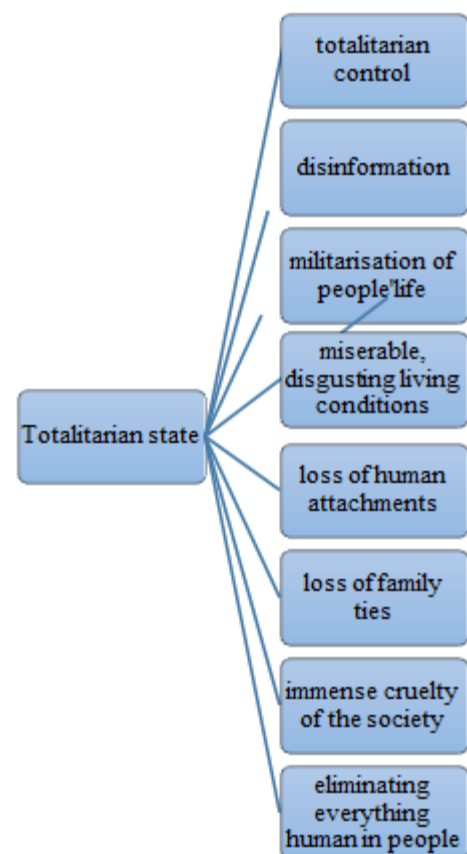 totalitarian
control
disinformation
militarisation of
people'life
miserable,
disgusting living
conditions
Totalitarian state
loss of human
attachments
loss of family
ties
immense cruelty
of the society
eliminating
everything
human in people